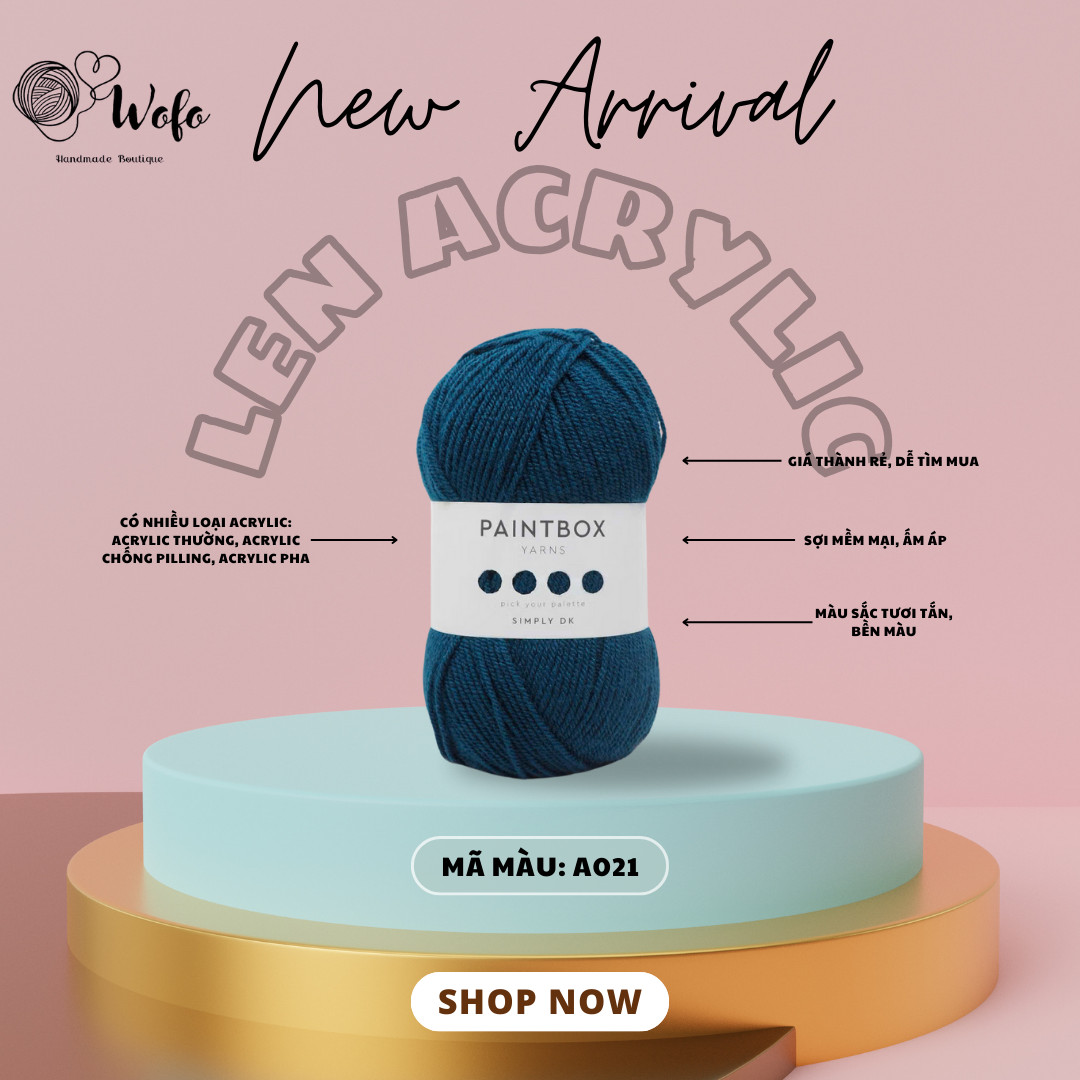 Wofo
Handmade Boutique
New Arrival
LEN ACRYLIC
GIÁ THÀNH RẺ, DỄ TÌM MUA
CÓ NHIỀU LOẠI ACRYLIC:
ACRYLIC THƯỜNG, ACRYLIC
CHỐNG PILLING, ACRYLIC PHA
SỢI MỀM MẠI, ẤM ÁP
MÀU SẮC TƯƠI TẮN,
BỀN MÀU
PAINTBOX
YARNS
pick your palette
SIMPLY DK
MÃ MÀU: A021
SHOP NOW